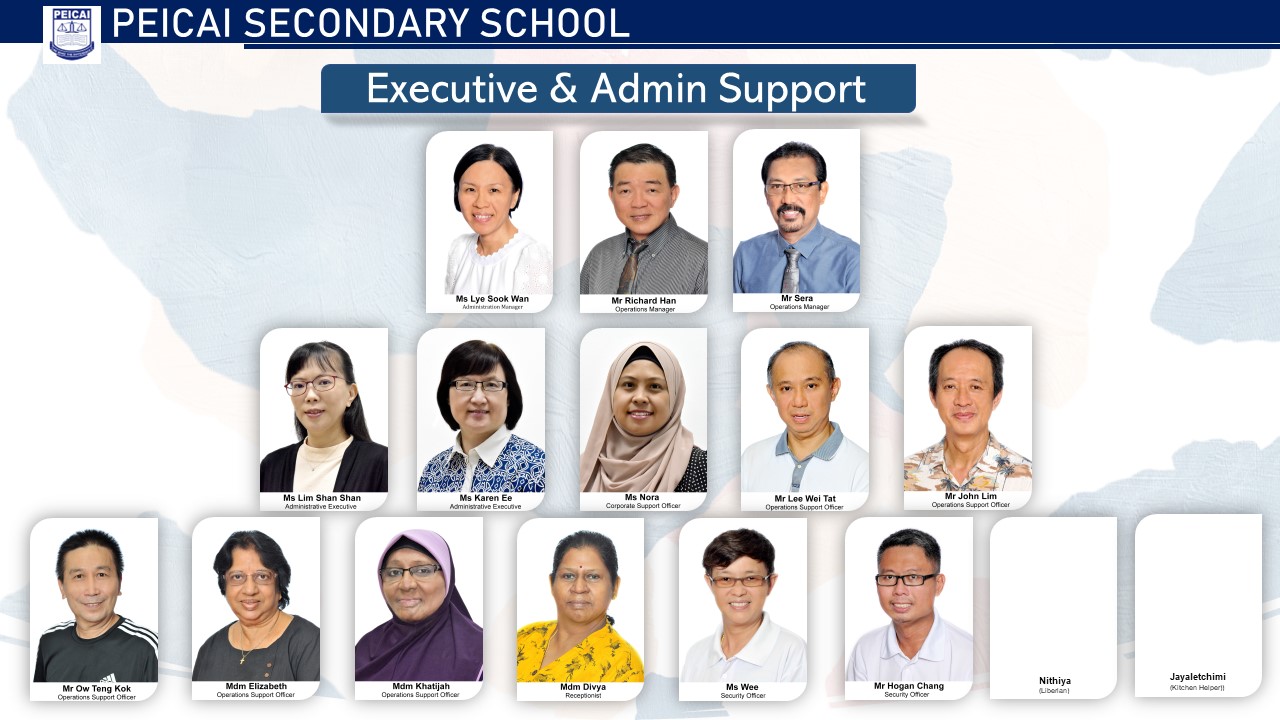 PEICAI
PEICAI SECONDARY SCHOOL
Executive & Admin Support
Ms Lye Sook Wan
Administration Manager
Mr Richard Han
Operations Manager
Mr Sera
Operations Manager
Ms Lim Shan Shan
Administrative Executive
Ms Karen Ee
Administrative Executive
Ms Nora
Corporate Support Officer
Mr Lee Wei Tat
Operations Support Officer
Mr John Lim
Operations Support Officer
Mr Ow Teng Kok
Operations Support Officer
Mdm Elizabeth
Operations Support Officer
Mdm Khatijah
Operations Support Officer
Mdm Divya
Receptionist
Ms Wee
Security Officer
Mr Hogan Chang
Security Officer
Nithiya
(Liberian)
Jayaletchimi
(Kitchen Helper))